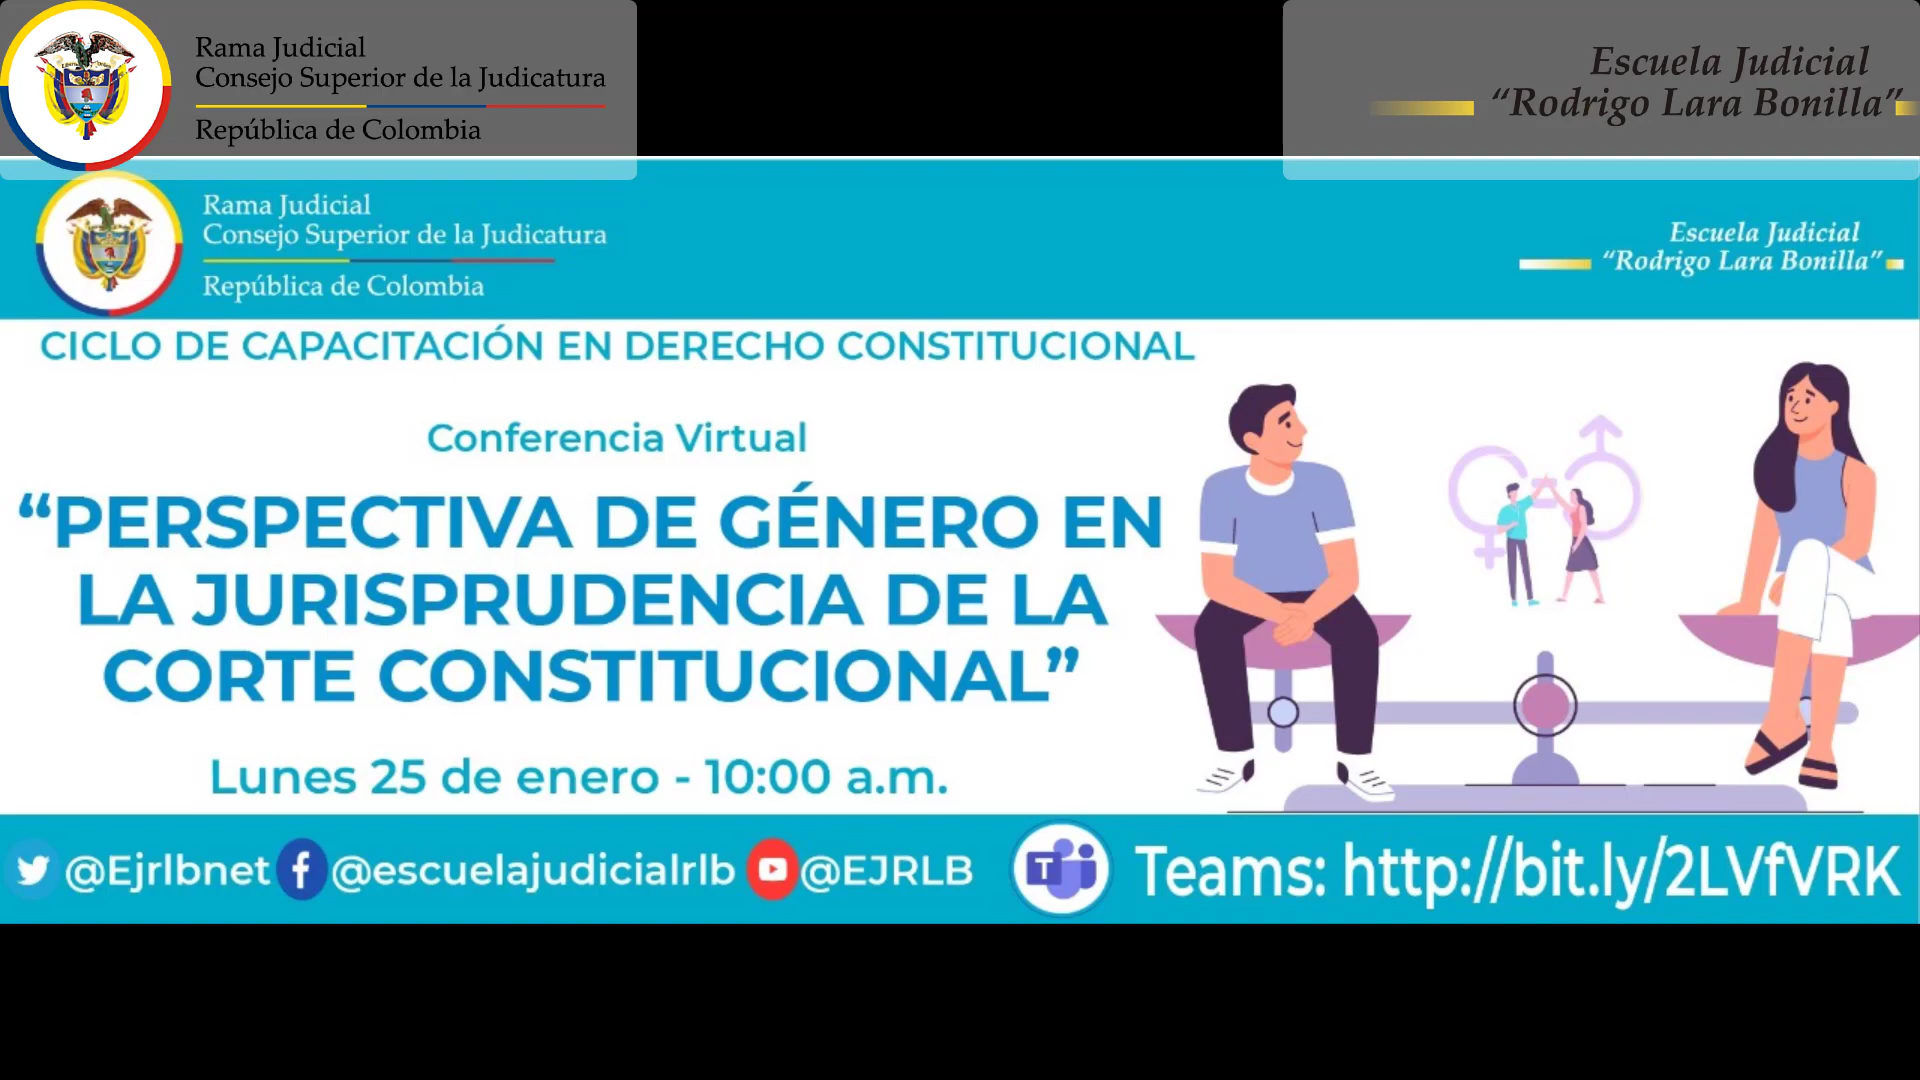 Rama Judicial
Consejo Superior de la Judicatura
República de Colombia
Escuela Judicial
“Rodrigo Lara Bonilla”
Rama Judicial
Consejo Superior de la Judicatura
República de Colombia
Escuela Judicial
“Rodrigo Lara Bonilla”
CICLO DE CAPACITACIÓN EN DERECHO CONSTITUCIONAL
Conferencia Virtual
“PERSPECTIVA DE GÉNERO EN
LA JURISPRUDENCIA DE LA
CORTE CONSTITUCIONAL”
Lunes 25 de enero - 10:00 a.m.
@Ejrlbnet @escuelajudicialrlb @EJRLB Teams: http://bit.ly/2LVfVRK